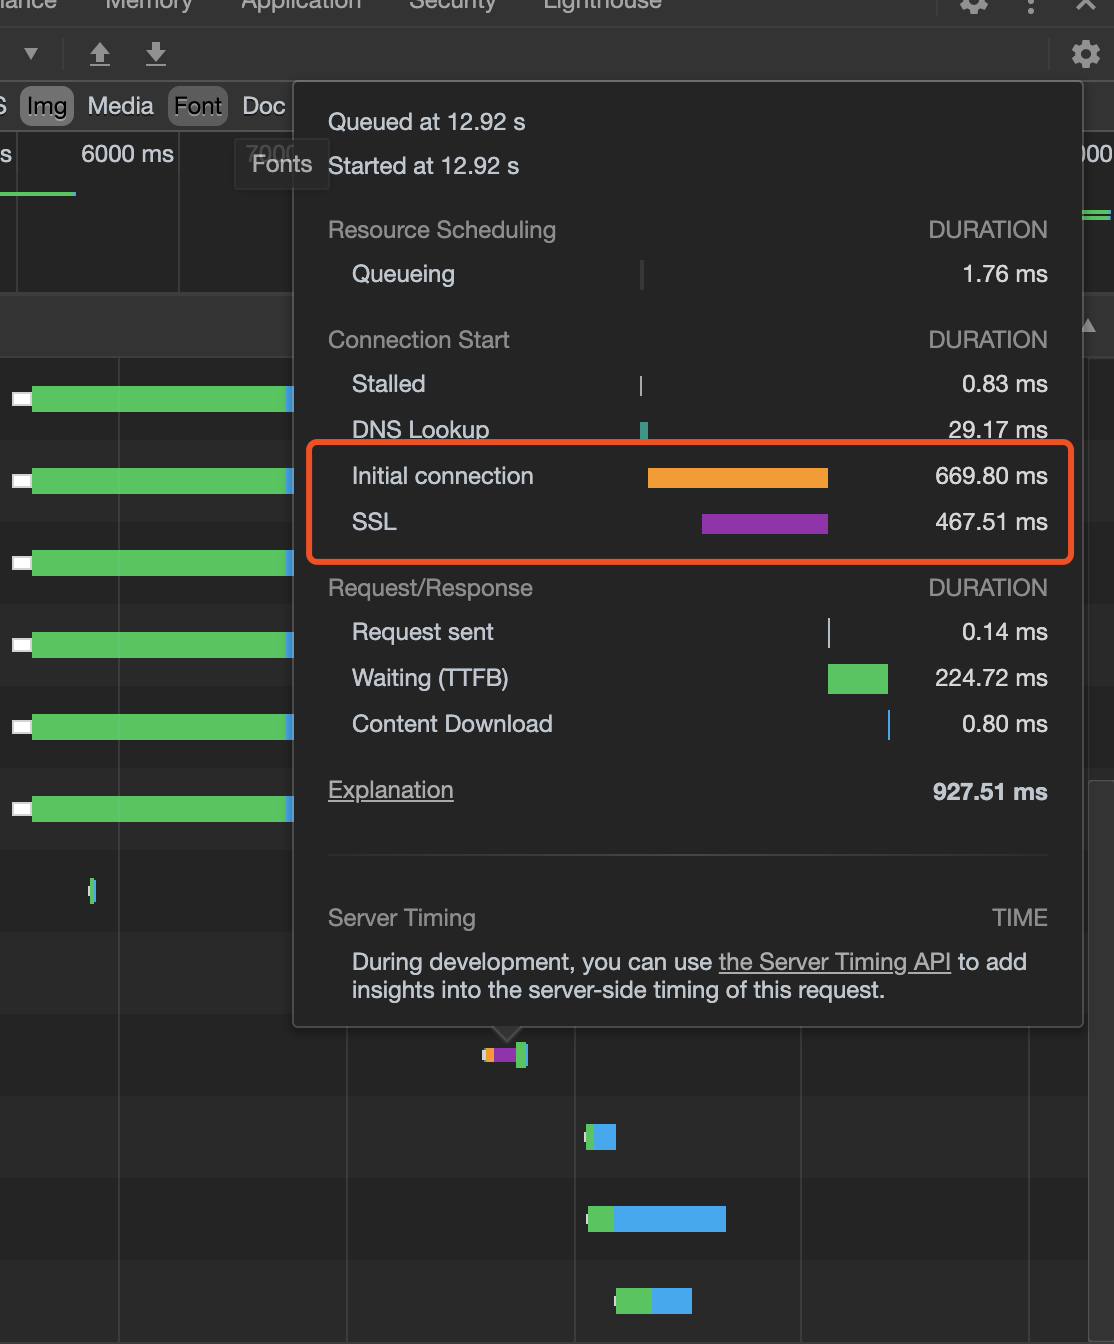 Memory Application Security Lighthouse
Img Media Font Doc
6000 ms
Fonts
Queued at 12.92 s
Started at 12.92 s
Resource Scheduling DURATION
Queueing 1.76 ms
Connection Start DURATION
Stalled 0.83 ms
DNS Lookup 29.17 ms
Initial connection 669.80 ms
SSL 467.51 ms
Request/Response DURATION
Request sent 0.14 ms
Waiting (TTFB) 224.72 ms
Content Download 0.80 ms
Explanation 927.51 ms
Server Timing TIME
During development, you can use the Server Timing API to add
insights into the server-side timing of this request.